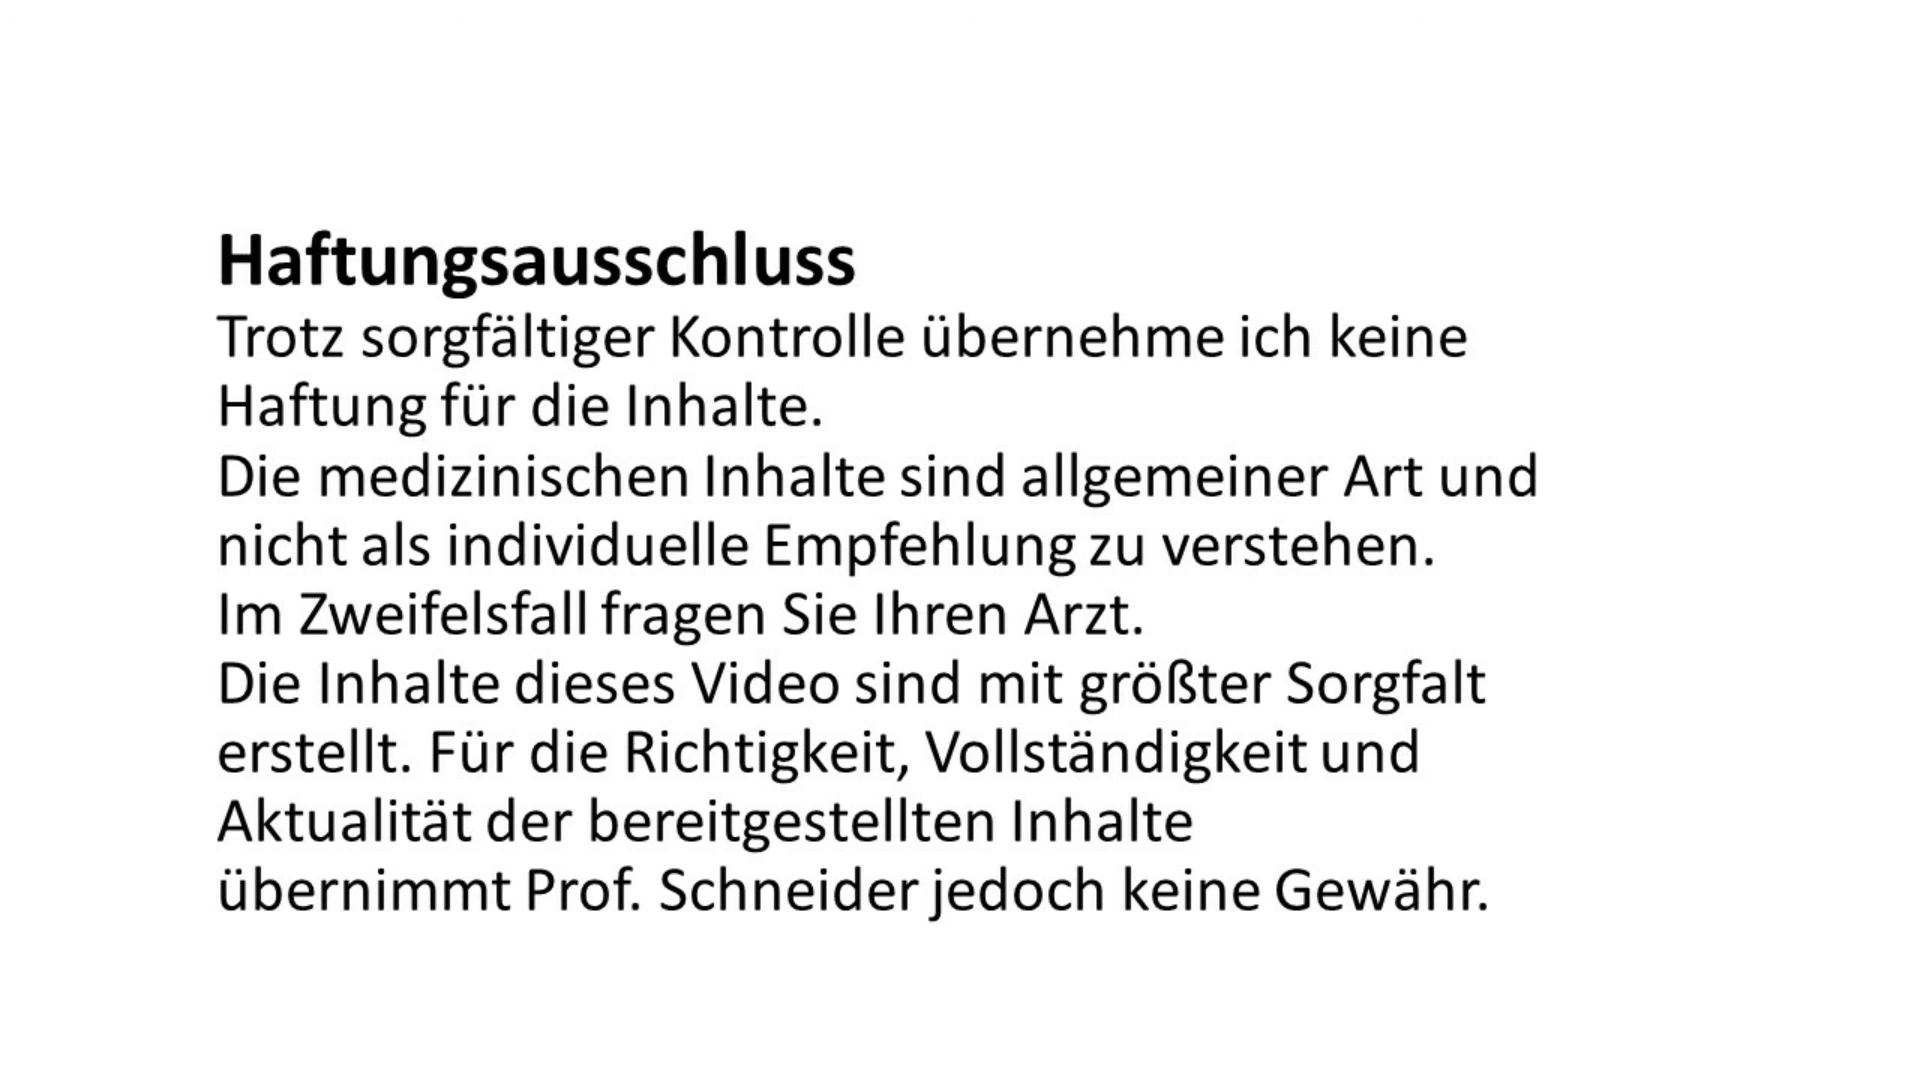 Haftungsausschluss
Trotz sorgfältiger Kontrolle übernehme ich keine
Haftung für die Inhalte.
Die medizinischen Inhalte sind allgemeiner Art und
nicht als individuelle Empfehlung zu verstehen.
Im Zweifelsfall fragen Sie Ihren Arzt.
Die Inhalte dieses Video sind mit größter Sorgfalt
erstellt. Für die Richtigkeit, Vollständigkeit und
Aktualität der bereitgestellten Inhalte
übernimmt Prof. Schneider jedoch keine Gewähr.